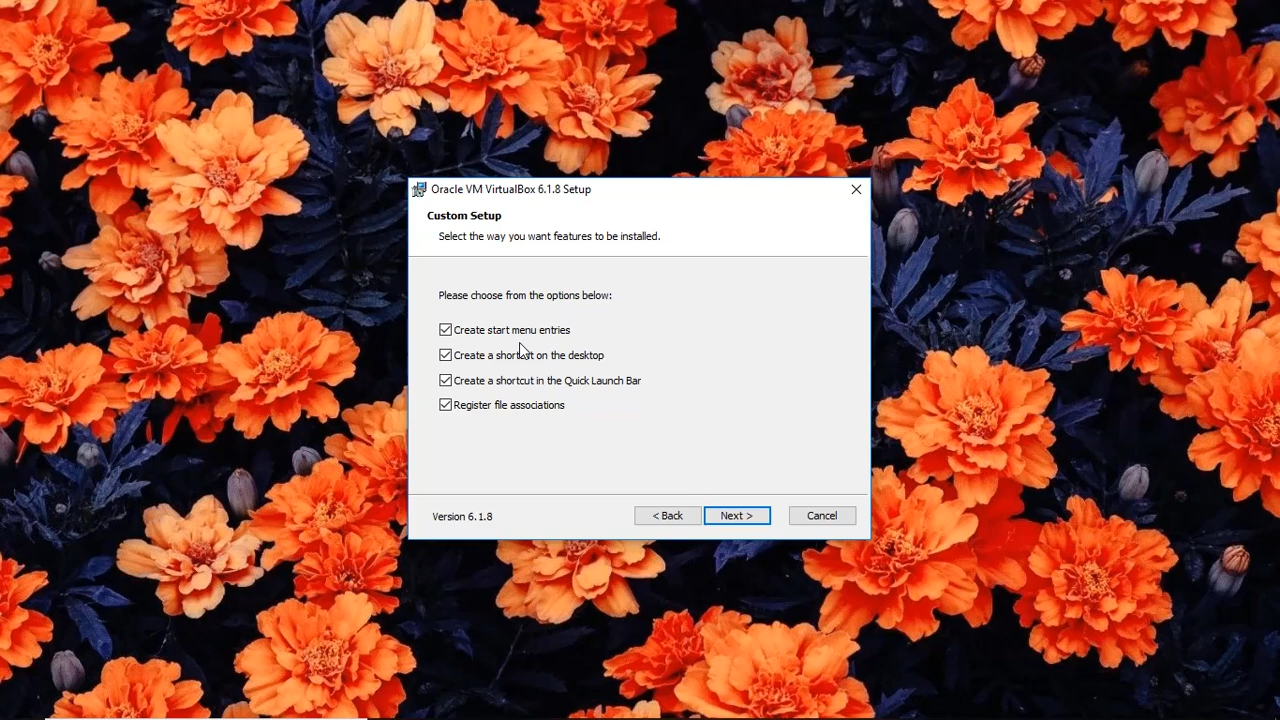 Oracle VM VirtualBox 6.1.8 Setup
Custom Setup
Select the way you want features to be installed.
Please choose from the options below:
Create start menu entries
Create a shortcut on the desktop
Create a shortcut in the Quick Launch Bar
Register file associations
Version 6.1.8
< Back
Next >
Cancel